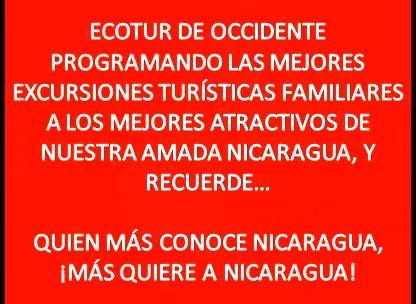 ECOTUR DE OCCIDENTE
PROGRAMANDO LAS MEJORES
EXCURSIONES TURÍSTICAS FAMILIARES
A LOS MEJORES ATRACTIVOS DE
NUESTRA AMADA NICARAGUA, Y
RECUERDE...
QUIEN MÁS CONOCE NICARAGUA,
¡MÁS QUIERE A NICARAGUA!